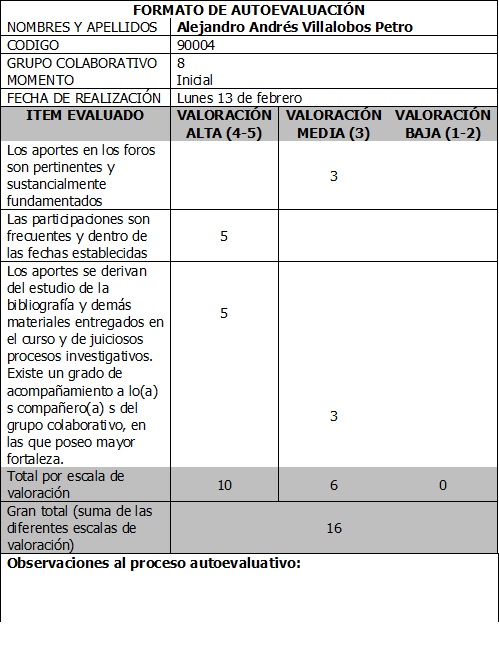 FORMATO DE AUTOEVALUACIÓN
NOMBRES Y APELLIDOS Alejandro Andrés Villalobos Petro
CODIGO 90004
GRUPO COLABORATIVO 8
MOMENTO Inicial
FECHA DE REALIZACIÓN Lunes 13 de febrero
ITEM EVALUADO VALORACIÓN VALORACIÓN VALORACIÓN
ALTA (4-5) MEDIA (3) BAJA (1-2)
Los aportes en los foros
son pertinentes y
sustancialmente
fundamentados
3
Las participaciones son
frecuentes y dentro de
las fechas establecidas
5
Los aportes se derivan
del estudio de la
bibliografía y demás
materiales entregados en
el curso y de juiciosos
procesos investigativos.
5
Existe un grado de
acompañamiento a lo(a)
s compañero(a) s del
grupo colaborativo, en
las que poseo mayor
fortaleza.
3
Total por escala de
valoración
10 6 0
Gran total (suma de las
diferentes escalas de
valoración)
16
Observaciones al proceso autoevaluativo: